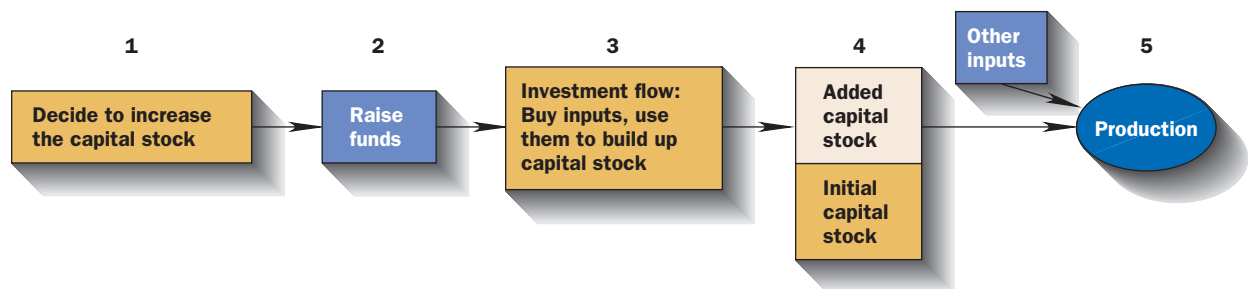 1
Decide to increase
the capital stock
2
Raise
funds
3
Investment flow:
Buy inputs, use
them to build up
capital stock
4
Added
capital
stock
Initial
capital
stock
Other
inputs
5
Production